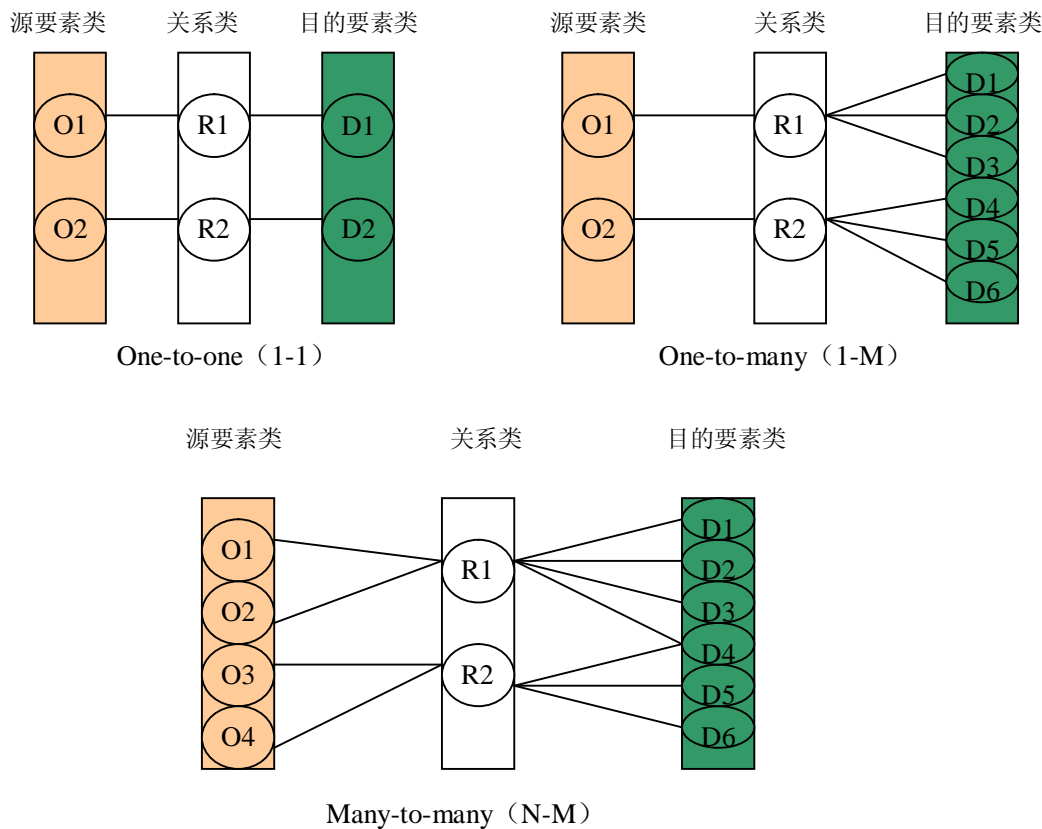 源要素类 关系类 目的要素类
O1 R1 D1
O2 R2 D2
One-to-one（1-1）
源要素类 关系类 目的要素类
O1 R1 D1
D2
D3
O2 R2 D4
D5
D6
One-to-many（1-M）
源要素类 关系类 目的要素类
O1 R1 D1
O2 D2
D3
O3 R2 D4
O4 D5
D6
Many-to-many（N-M）